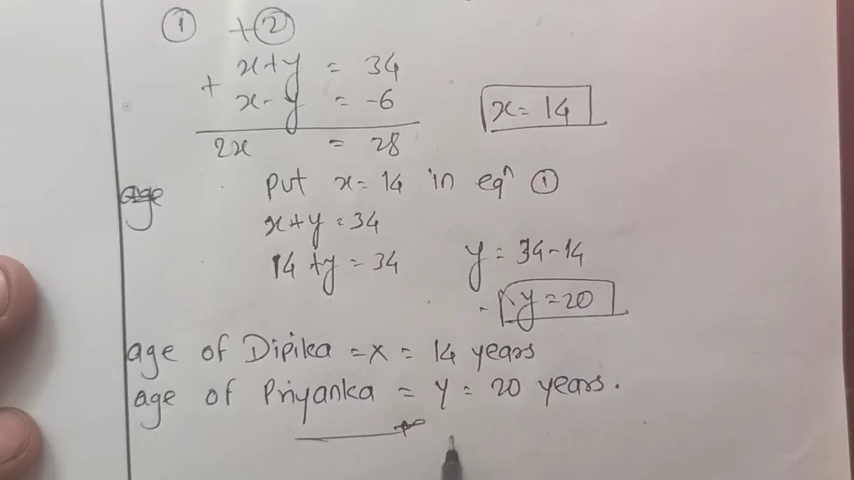 ① + ②
+ x+y = 34
x-y = -6
2x = 28
x= 14
put x= 14 in eqⁿ ①
x+y=34
14+y=34
y= 34-14
y=20
age of Dipika =x= 14 years
age of Priyanka = y= 20 years.